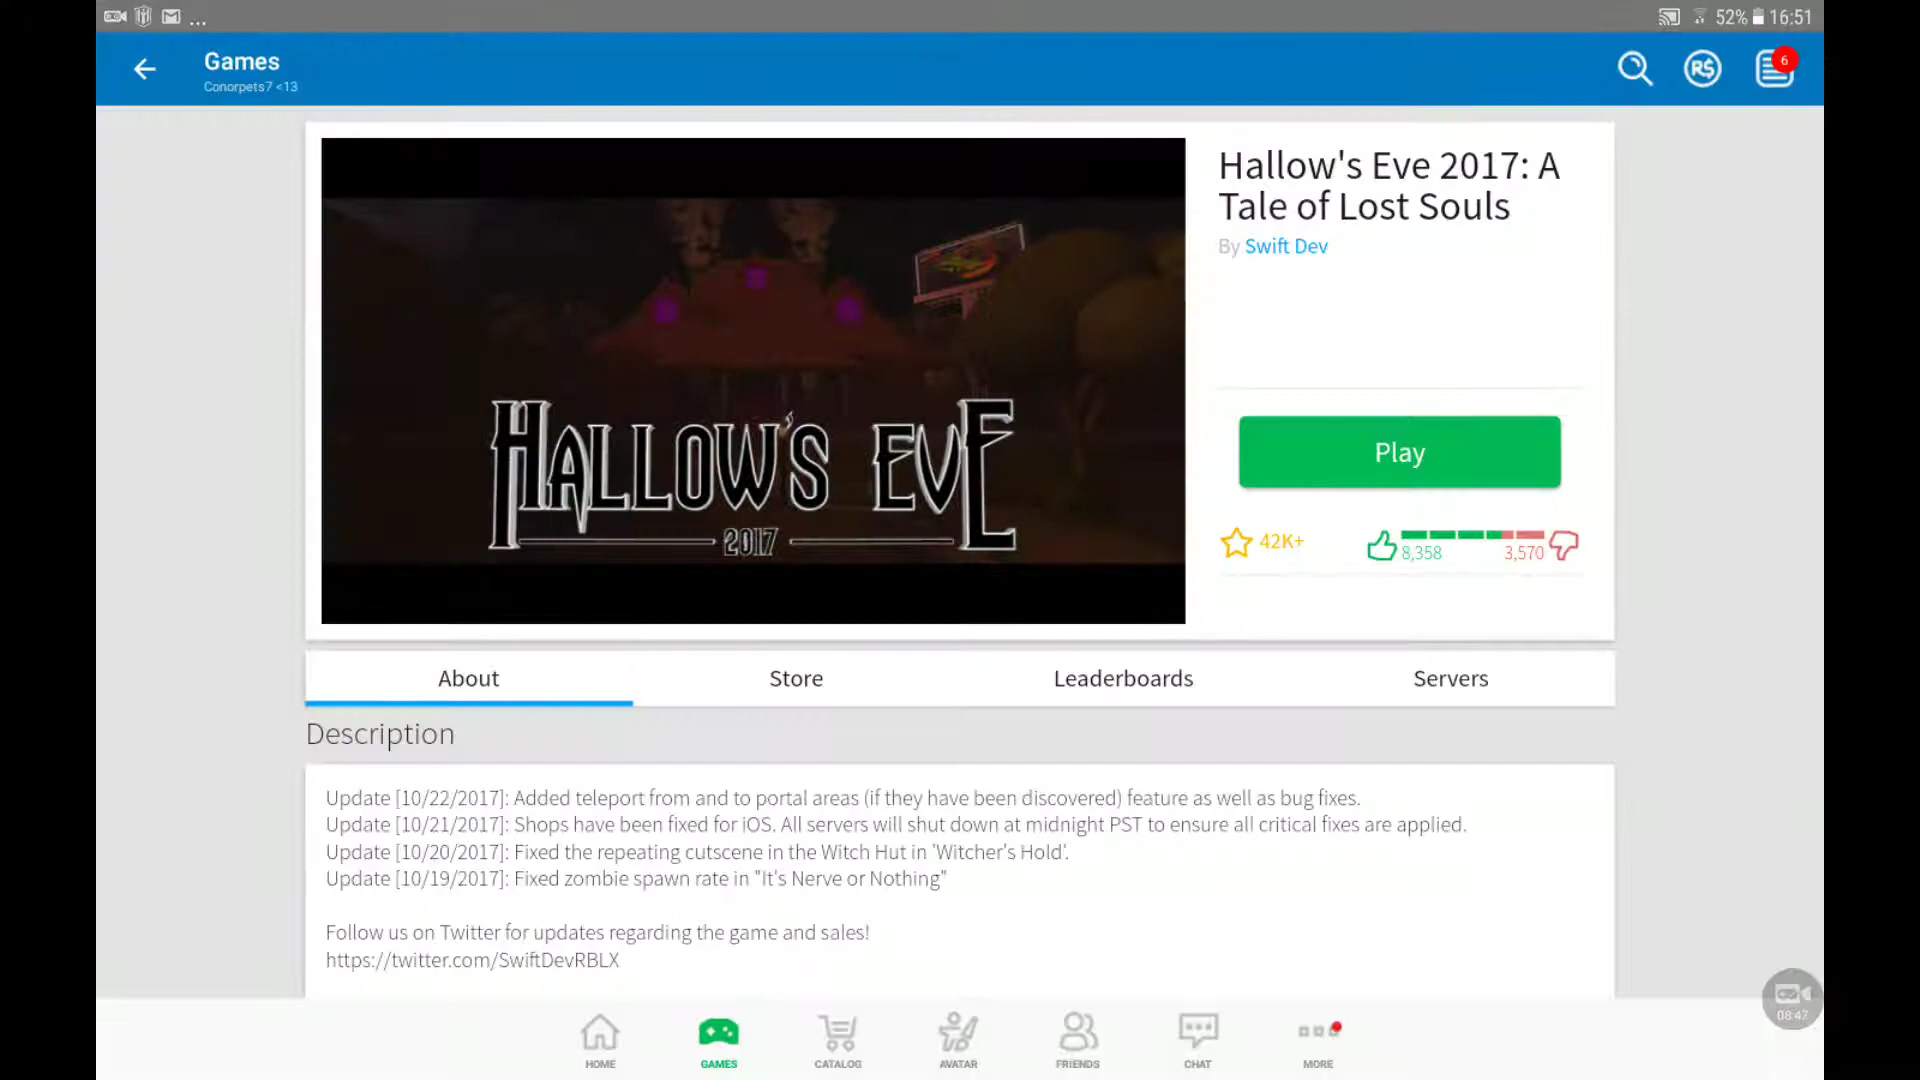 ... 52% 16:51
Games
Conorpets7 <13
R$ 6
Hallow's Eve 2017: A
Tale of Lost Souls
By Swift Dev
HALLOW'S EVE
2017
Play
42K+ 8,358 3,570
About Store Leaderboards Servers
Description
Update [10/22/2017]: Added teleport from and to portal areas (if they have been discovered) feature as well as bug fixes.
Update [10/21/2017]: Shops have been fixed for iOS. All servers will shut down at midnight PST to ensure all critical fixes are applied.
Update [10/20/2017]: Fixed the repeating cutscene in the Witch Hut in 'Witcher's Hold'.
Update [10/19/2017]: Fixed zombie spawn rate in "It's Nerve or Nothing"
Follow us on Twitter for updates regarding the game and sales!
https://twitter.com/SwiftDevRBLX
08:47
HOME GAMES CATALOG AVATAR FRIENDS CHAT MORE